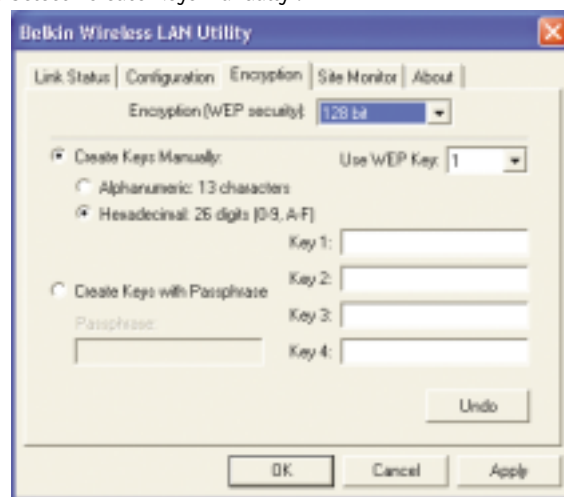 Belkin Wireless LAN Utility
Link Status Configuration Encryption Site Monitor About
Encryption (WEP security): 128 bit
Create Keys Manually: Use WEP Key: 1
Alphanumeric: 13 characters
Hexadecimal: 26 digits (0-9, A-F)
Key 1:
Key 2:
Create Keys with Passphrase
Key 3:
Passphrase:
Key 4:
Undo
OK Cancel Apply